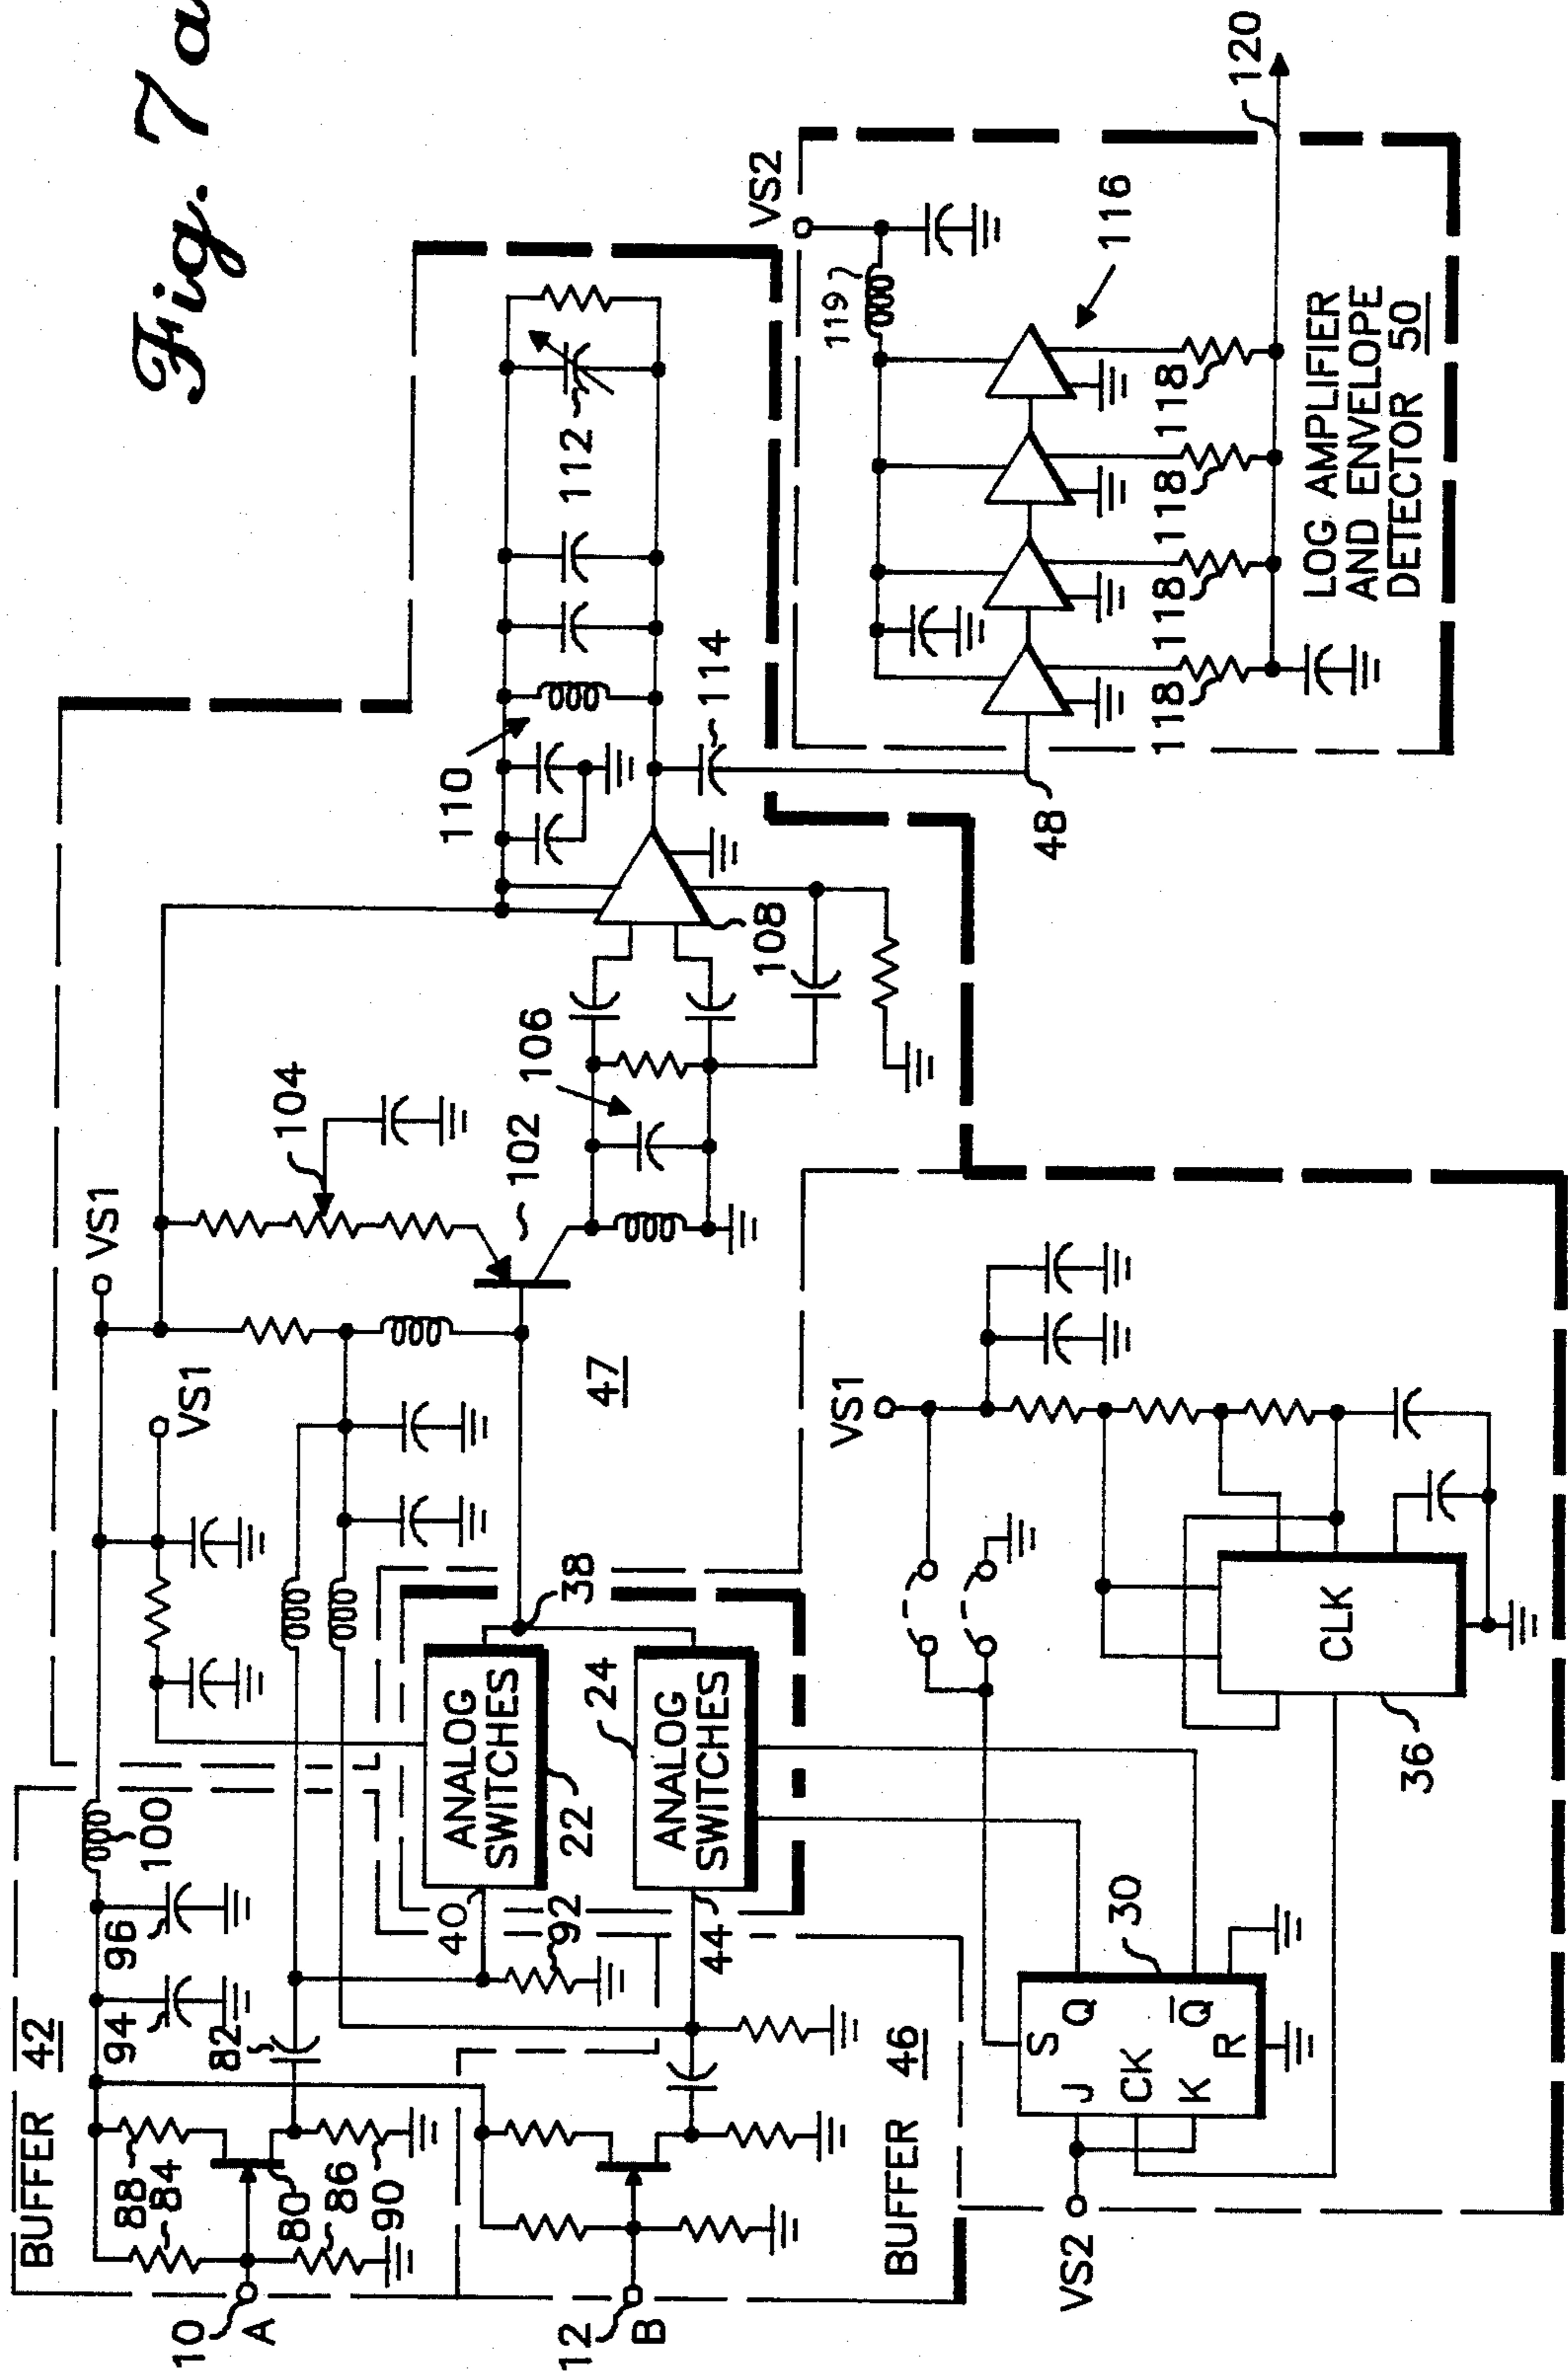 Fig. 7a
BUFFER 42
94
96
100
VS1
VS1
104
88
84
82
80
86
90
10
A
40
92
ANALOG
SWITCHES
22
38
102
106
47
110
112
108
114
12
B
44
24
ANALOG
SWITCHES
BUFFER 46
VS1
48
VS2
119
116
118
118
118
118
LOG AMPLIFIER
AND ENVELOPE
DETECTOR 50
120
VS2
S
J
Q
CK
K
Q̅
R
30
CLK
36